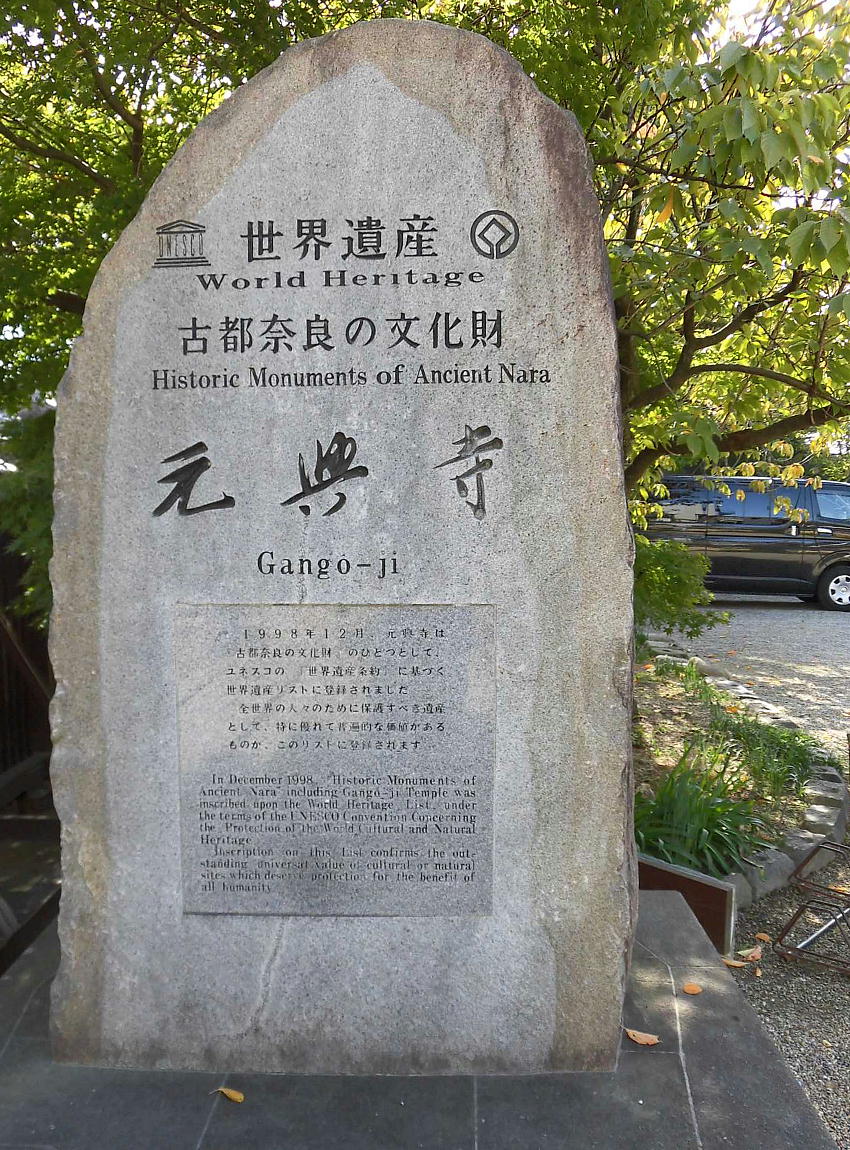 UNESCO
世界遺産
World Heritage
古都奈良の文化財
Historic Monuments of Ancient Nara
元興寺
Gango-ji
1998年12月、元興寺は
「古都奈良の文化財」のひとつとして、
ユネスコの「世界遺産条約」に基づく
世界遺産リストに登録されました
全世界の人々のために保護すべき遺産
として、特に優れて普遍的な価値がある
ものが、このリストに登録されます
In December 1998, "Historic Monuments of
Ancient Nara" including Gango-ji Temple was
inscribed upon the World Heritage List, under
the terms of the UNESCO Convention Concerning
the Protection of the World Cultural and Natural
Heritage
Inscription on this List confirms the out-
standing universal value of cultural or natural
sites which deserve protection for the benefit of
all humanity